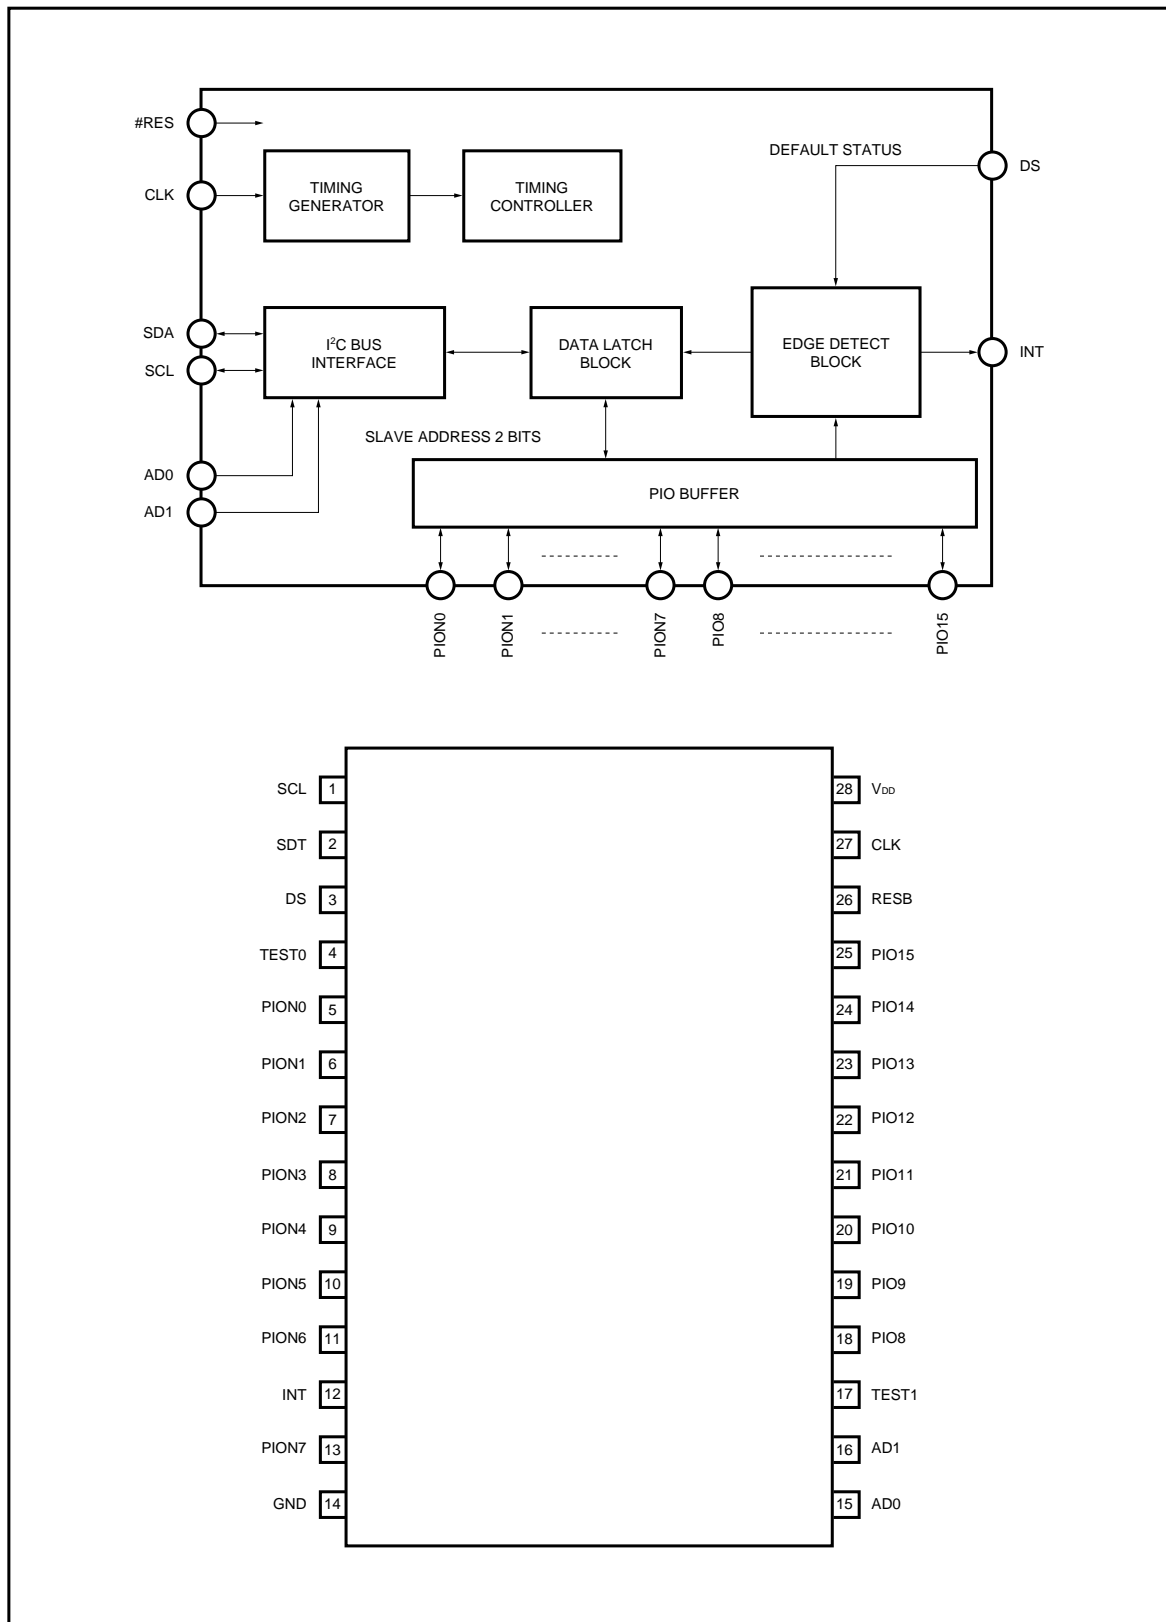 #RES
DEFAULT STATUS
DS
CLK
TIMING
GENERATOR
TIMING
CONTROLLER
SDA
SCL
I²C BUS
INTERFACE
DATA LATCH
BLOCK
EDGE DETECT
BLOCK
INT
SLAVE ADDRESS 2 BITS
AD0
AD1
PIO BUFFER
PION0
PION1
PION7
PIO8
PIO15
SCL 1
28 VDD
SDT 2
27 CLK
DS 3
26 RESB
TEST0 4
25 PIO15
PION0 5
24 PIO14
PION1 6
23 PIO13
PION2 7
22 PIO12
PION3 8
21 PIO11
PION4 9
20 PIO10
PION5 10
19 PIO9
PION6 11
18 PIO8
INT 12
17 TEST1
PION7 13
16 AD1
GND 14
15 AD0